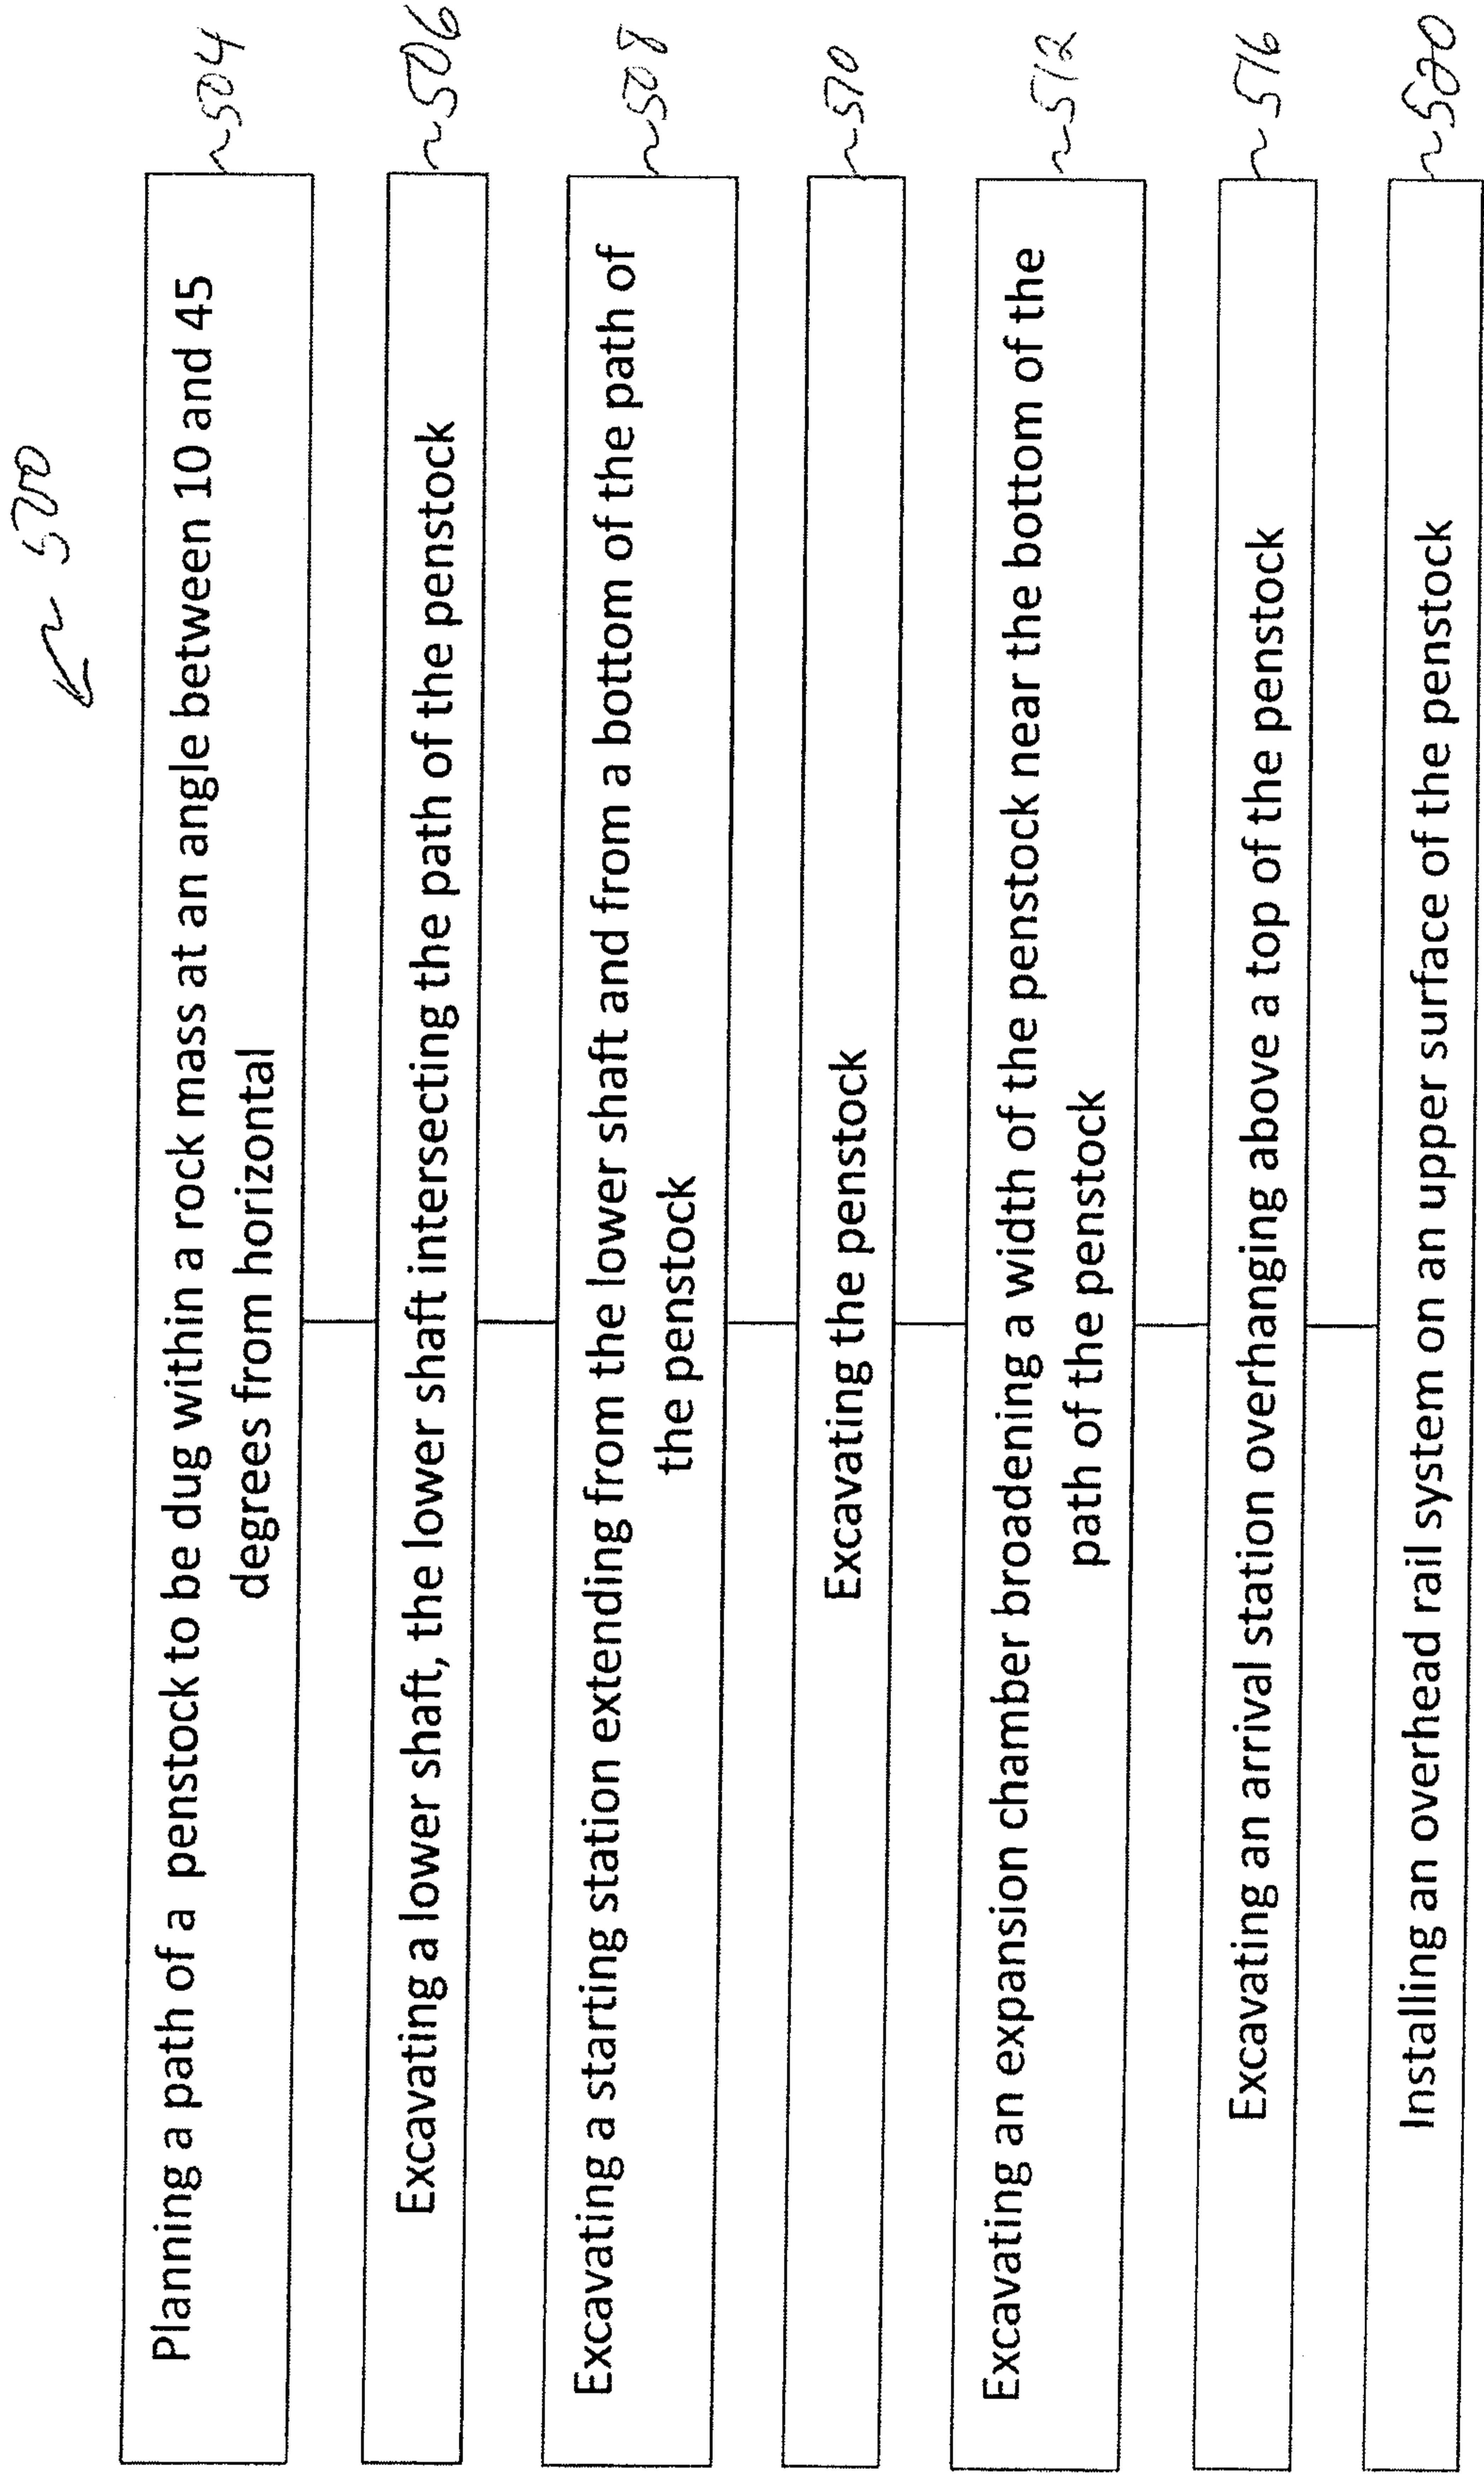 ~ 500
Planning a path of a penstock to be dug within a rock mass at an angle between 10 and 45
degrees from horizontal
~504
Excavating a lower shaft, the lower shaft intersecting the path of the penstock
~506
Excavating a starting station extending from the lower shaft and from a bottom of the path of
the penstock
~508
Excavating the penstock
~510
Excavating an expansion chamber broadening a width of the penstock near the bottom of the
path of the penstock
~512
Excavating an arrival station overhanging above a top of the penstock
~ 516
Installing an overhead rail system on an upper surface of the penstock
~520